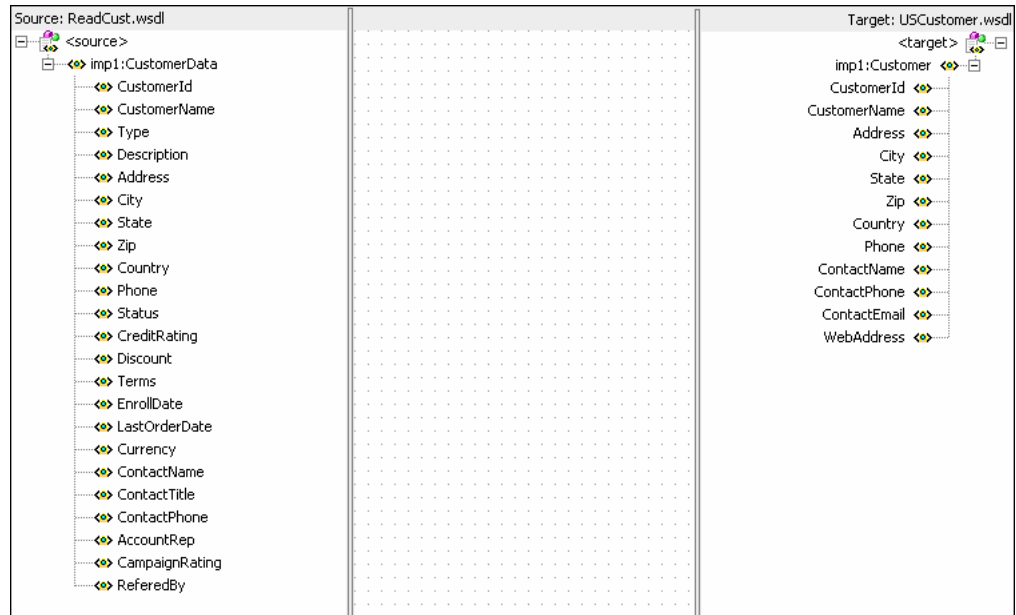 Source: ReadCust.wsdl
<source>
imp1:CustomerData
CustomerId
CustomerName
Type
Description
Address
City
State
Zip
Country
Phone
Status
CreditRating
Discount
Terms
EnrollDate
LastOrderDate
Currency
ContactName
ContactTitle
ContactPhone
AccountRep
CampaignRating
ReferedBy
Target: USCustomer.wsdl
<target>
imp1:Customer
CustomerId
CustomerName
Address
City
State
Zip
Country
Phone
ContactName
ContactPhone
ContactEmail
WebAddress